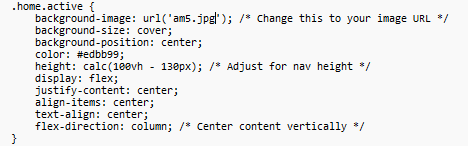 .home.active {
background-image: url('am5.jpg'); /* Change this to your image URL */
background-size: cover;
background-position: center;
color: #edbb99;
height: calc(100vh - 130px); /* Adjust for nav height */
display: flex;
justify-content: center;
align-items: center;
text-align: center;
flex-direction: column; /* Center content vertically */
}